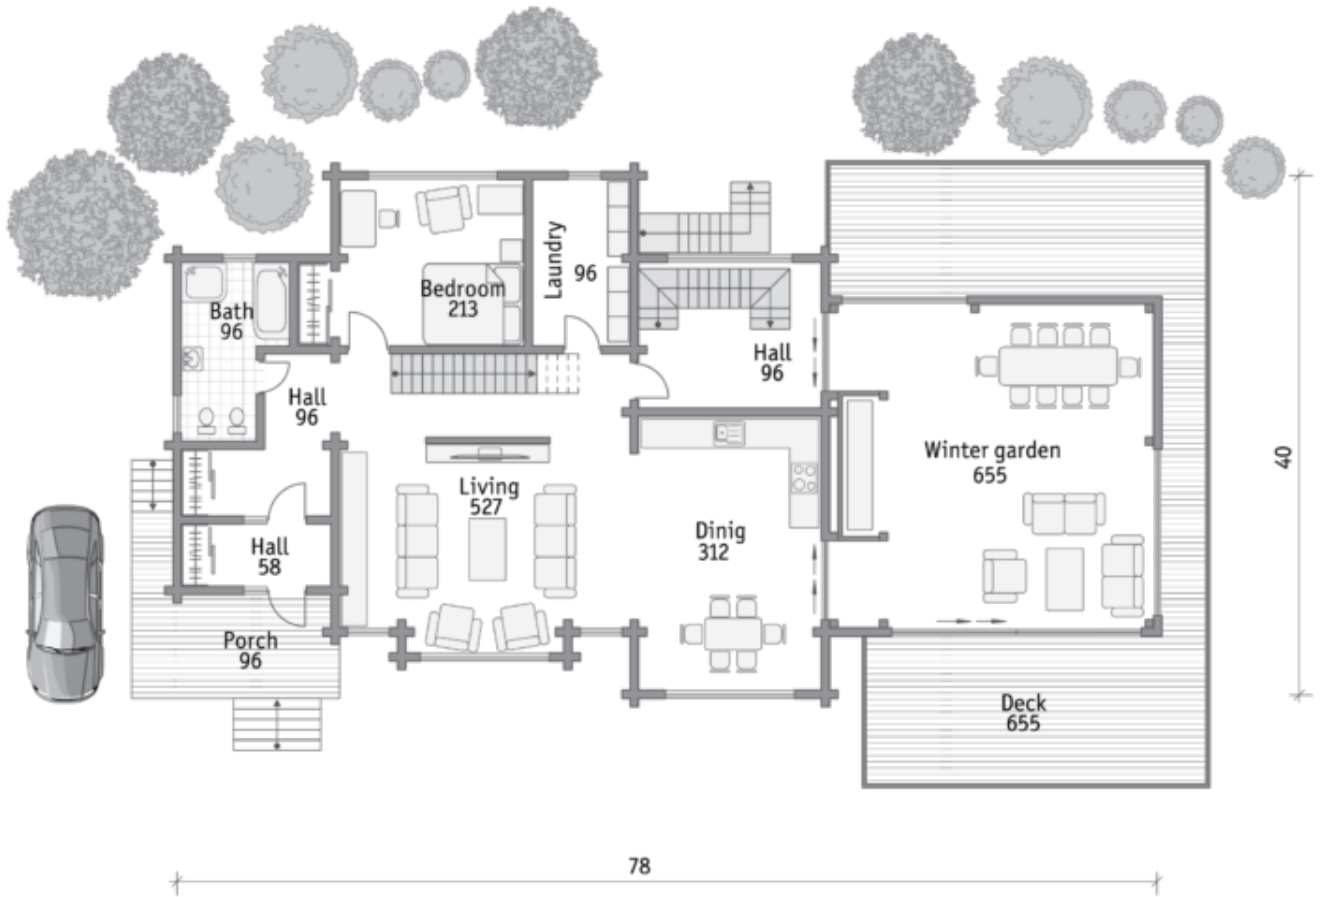 Bedroom
213
Laundry
96
Bath
96
Hall
96
Hall
96
Living
527
Winter garden
655
40
Dinig
312
Hall
58
Porch
96
Deck
655
78